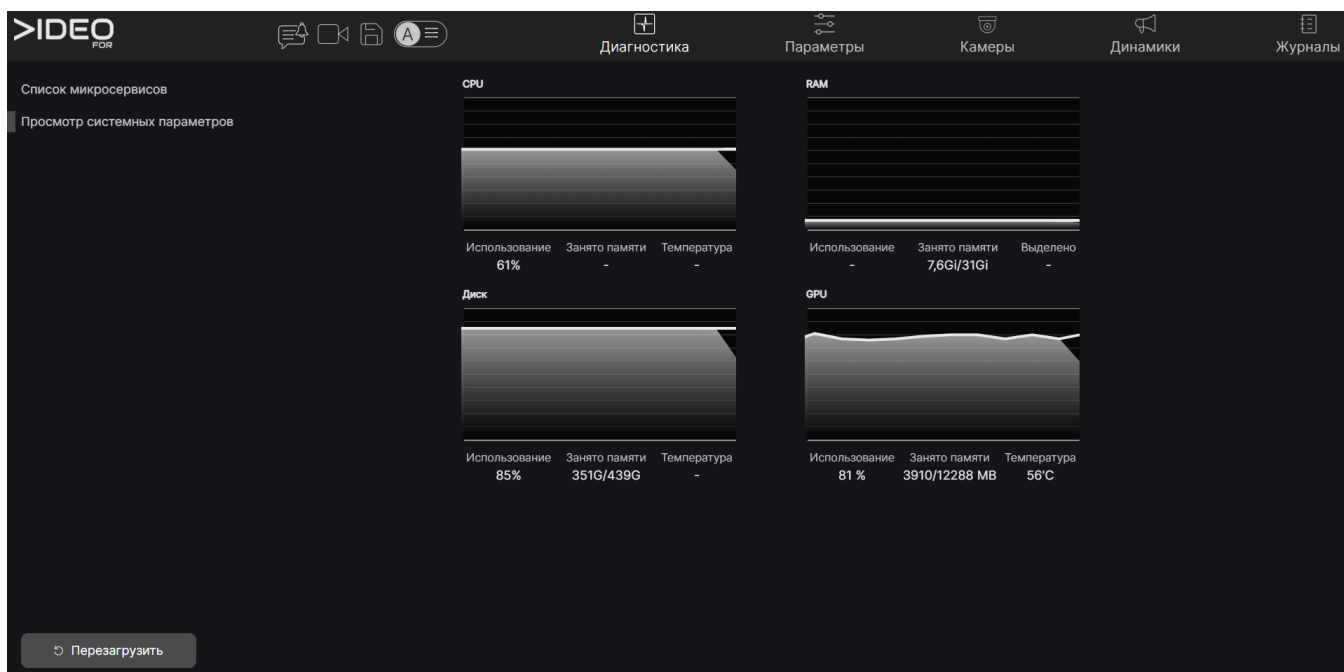 >IDEO
FOR
A
Диагностика
Параметры
Камеры
Динамики
Журналы
Список микросервисов
Просмотр системных параметров
CPU
Использование Занято памяти Температура
61% - -
RAM
Использование Занято памяти Выделено
- 7,6Gi/31Gi -
Диск
Использование Занято памяти Температура
85% 351G/439G -
GPU
Использование Занято памяти Температура
81 % 3910/12288 MB 56'C
Перезагрузить